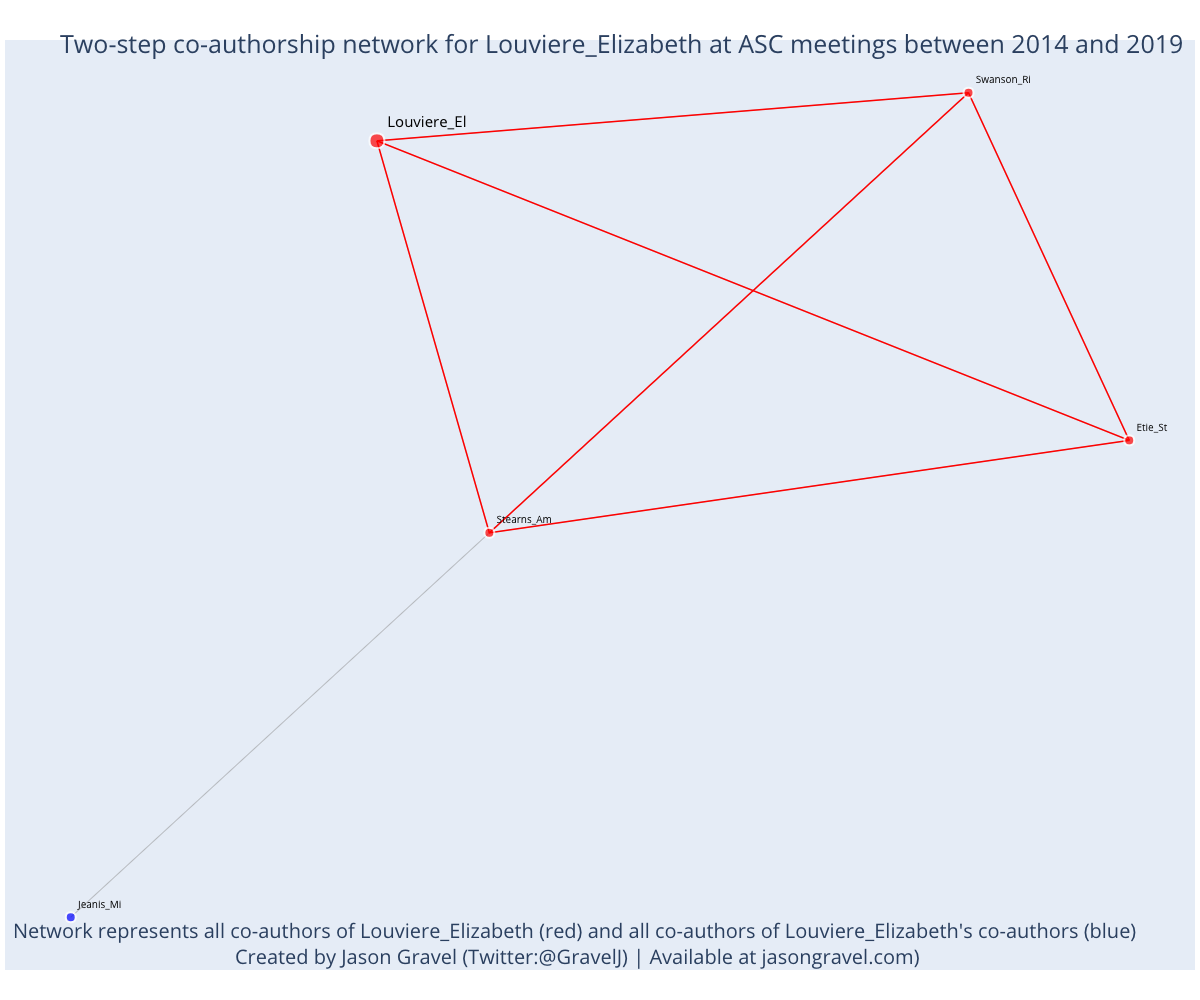 Two-step co-authorship network for Louviere_Elizabeth at ASC meetings between 2014 and 2019
Swanson_Ri
Louviere_El
Etie_St
Stearns_Am
Jeanis_Mi
Network represents all co-authors of Louviere_Elizabeth (red) and all co-authors of Louviere_Elizabeth's co-authors (blue)
Created by Jason Gravel (Twitter:@GravelJ) | Available at jasongravel.com)